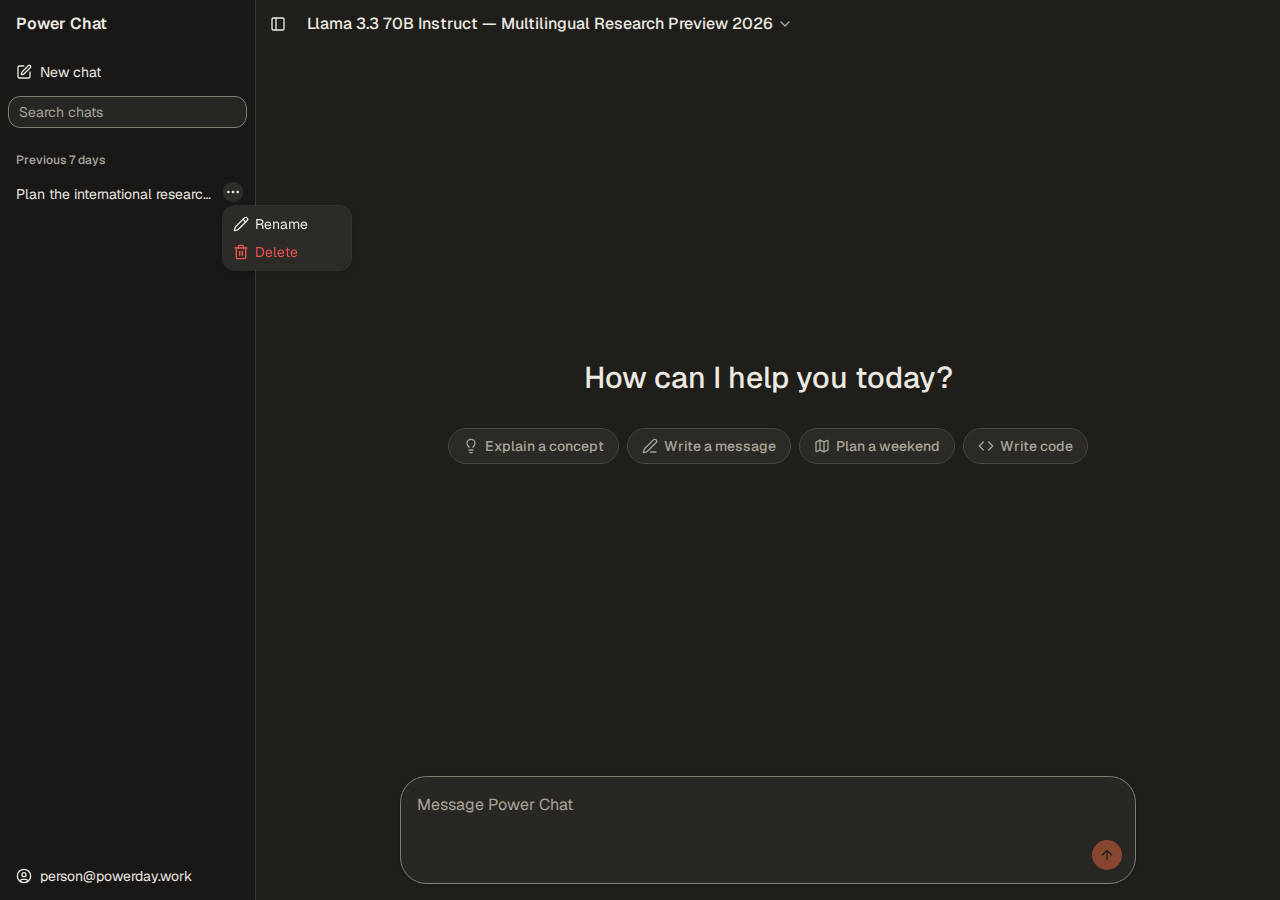 Power Chat
Llama 3.3 70B Instruct — Multilingual Research Preview 2026
New chat
Search chats
Previous 7 days
Plan the international researc...
Rename
Delete
How can I help you today?
Explain a concept
Write a message
Plan a weekend
Write code
Message Power Chat
person@powerday.work